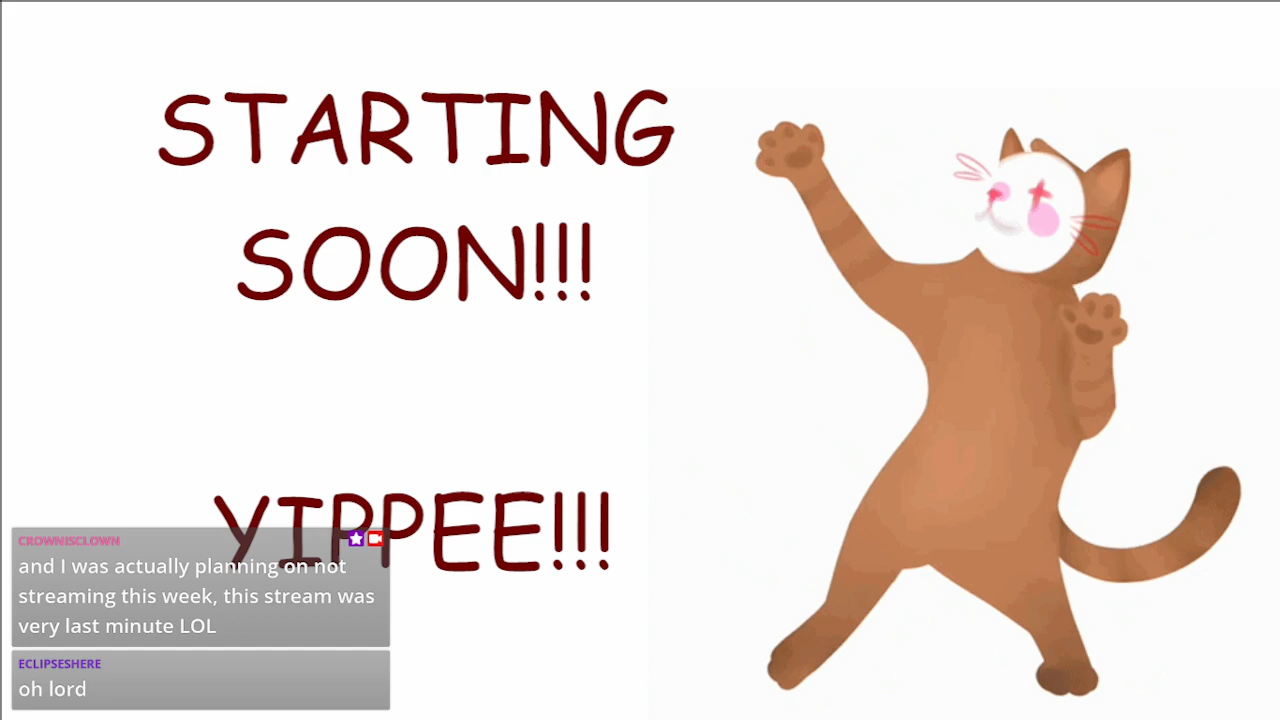 STARTING
SOON!!!
YIPPEE!!!
CROWNISCLOWN
and I was actually planning on not
streaming this week, this stream was
very last minute LOL
ECLIPSESHERE
oh lord